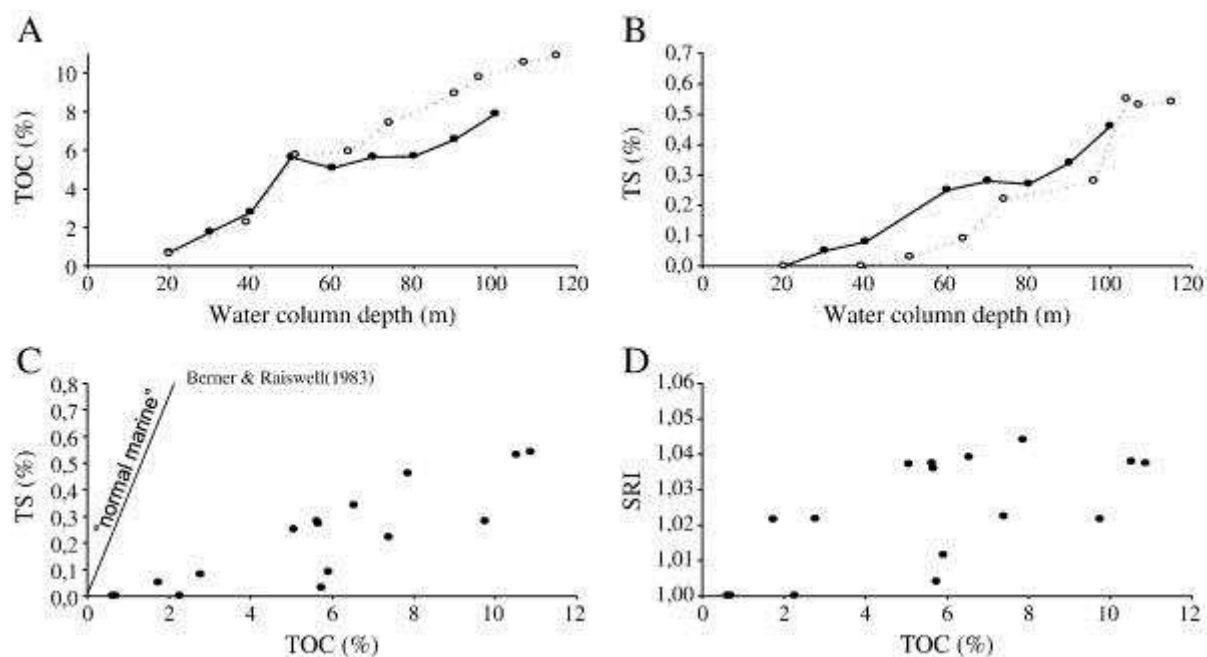 A
TOC (%)
10
8
6
4
2
0
0 20 40 60 80 100 120
Water column depth (m)
B
TS (%)
0,7
0,6
0,5
0,4
0,3
0,2
0,1
0,0
0 20 40 60 80 100 120
Water column depth (m)
C
Berner & Raiswell(1983)
"normal marine"
TS (%)
0,8
0,7
0,6
0,5
0,4
0,3
0,2
0,1
0,0
0 2 4 6 8 10 12
TOC (%)
D
SRI
1,06
1,05
1,04
1,03
1,02
1,01
1,00
0 2 4 6 8 10 12
TOC (%)